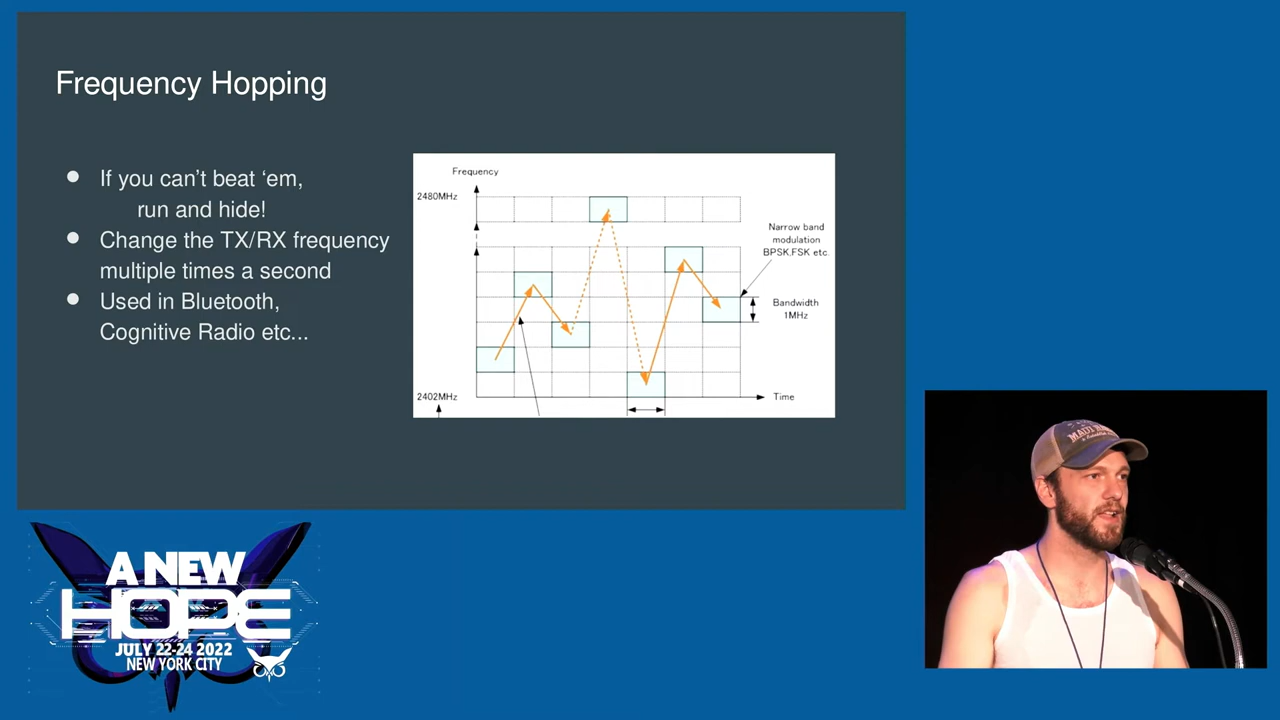 Frequency Hopping
If you can't beat 'em,
run and hide!
Change the TX/RX frequency
multiple times a second
Used in Bluetooth,
Cognitive Radio etc...
Frequency
2480MHz
Narrow band
modulation
BPSK,FSK etc.
Bandwidth
1MHz
2402MHz
Time
A NEW
HOPE
JULY 22-24 2022
NEW YORK CITY